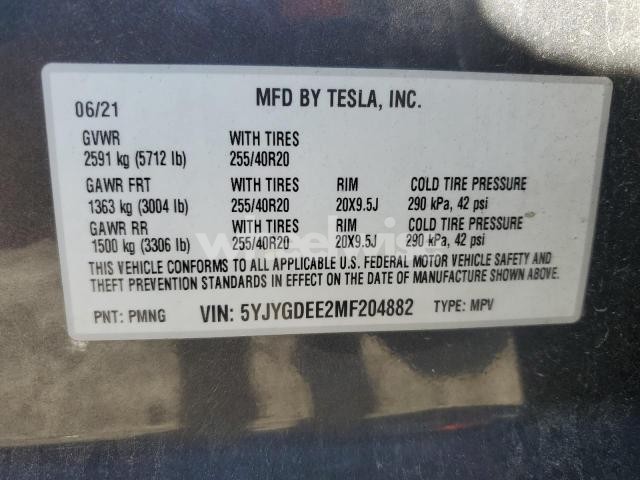 06/21 MFD BY TESLA, INC.
GVWR WITH TIRES
2591 kg (5712 lb) 255/40R20
GAWR FRT WITH TIRES RIM COLD TIRE PRESSURE
1363 kg (3004 lb) 255/40R20 20X9.5J 290 kPa, 42 psi
GAWR RR WITH TIRES RIM COLD TIRE PRESSURE
1500 kg (3306 lb) 255/40R20 20X9.5J 290 kPa, 42 psi
THIS VEHICLE CONFORMS TO ALL APPLICABLE U.S. FEDERAL MOTOR VEHICLE SAFETY AND
THEFT PREVENTION STANDARDS IN EFFECT ON THE DATE OF MANUFACTURE SHOWN ABOVE.
PNT: PMNG VIN: 5YJYGDEE2MF204882 TYPE: MPV